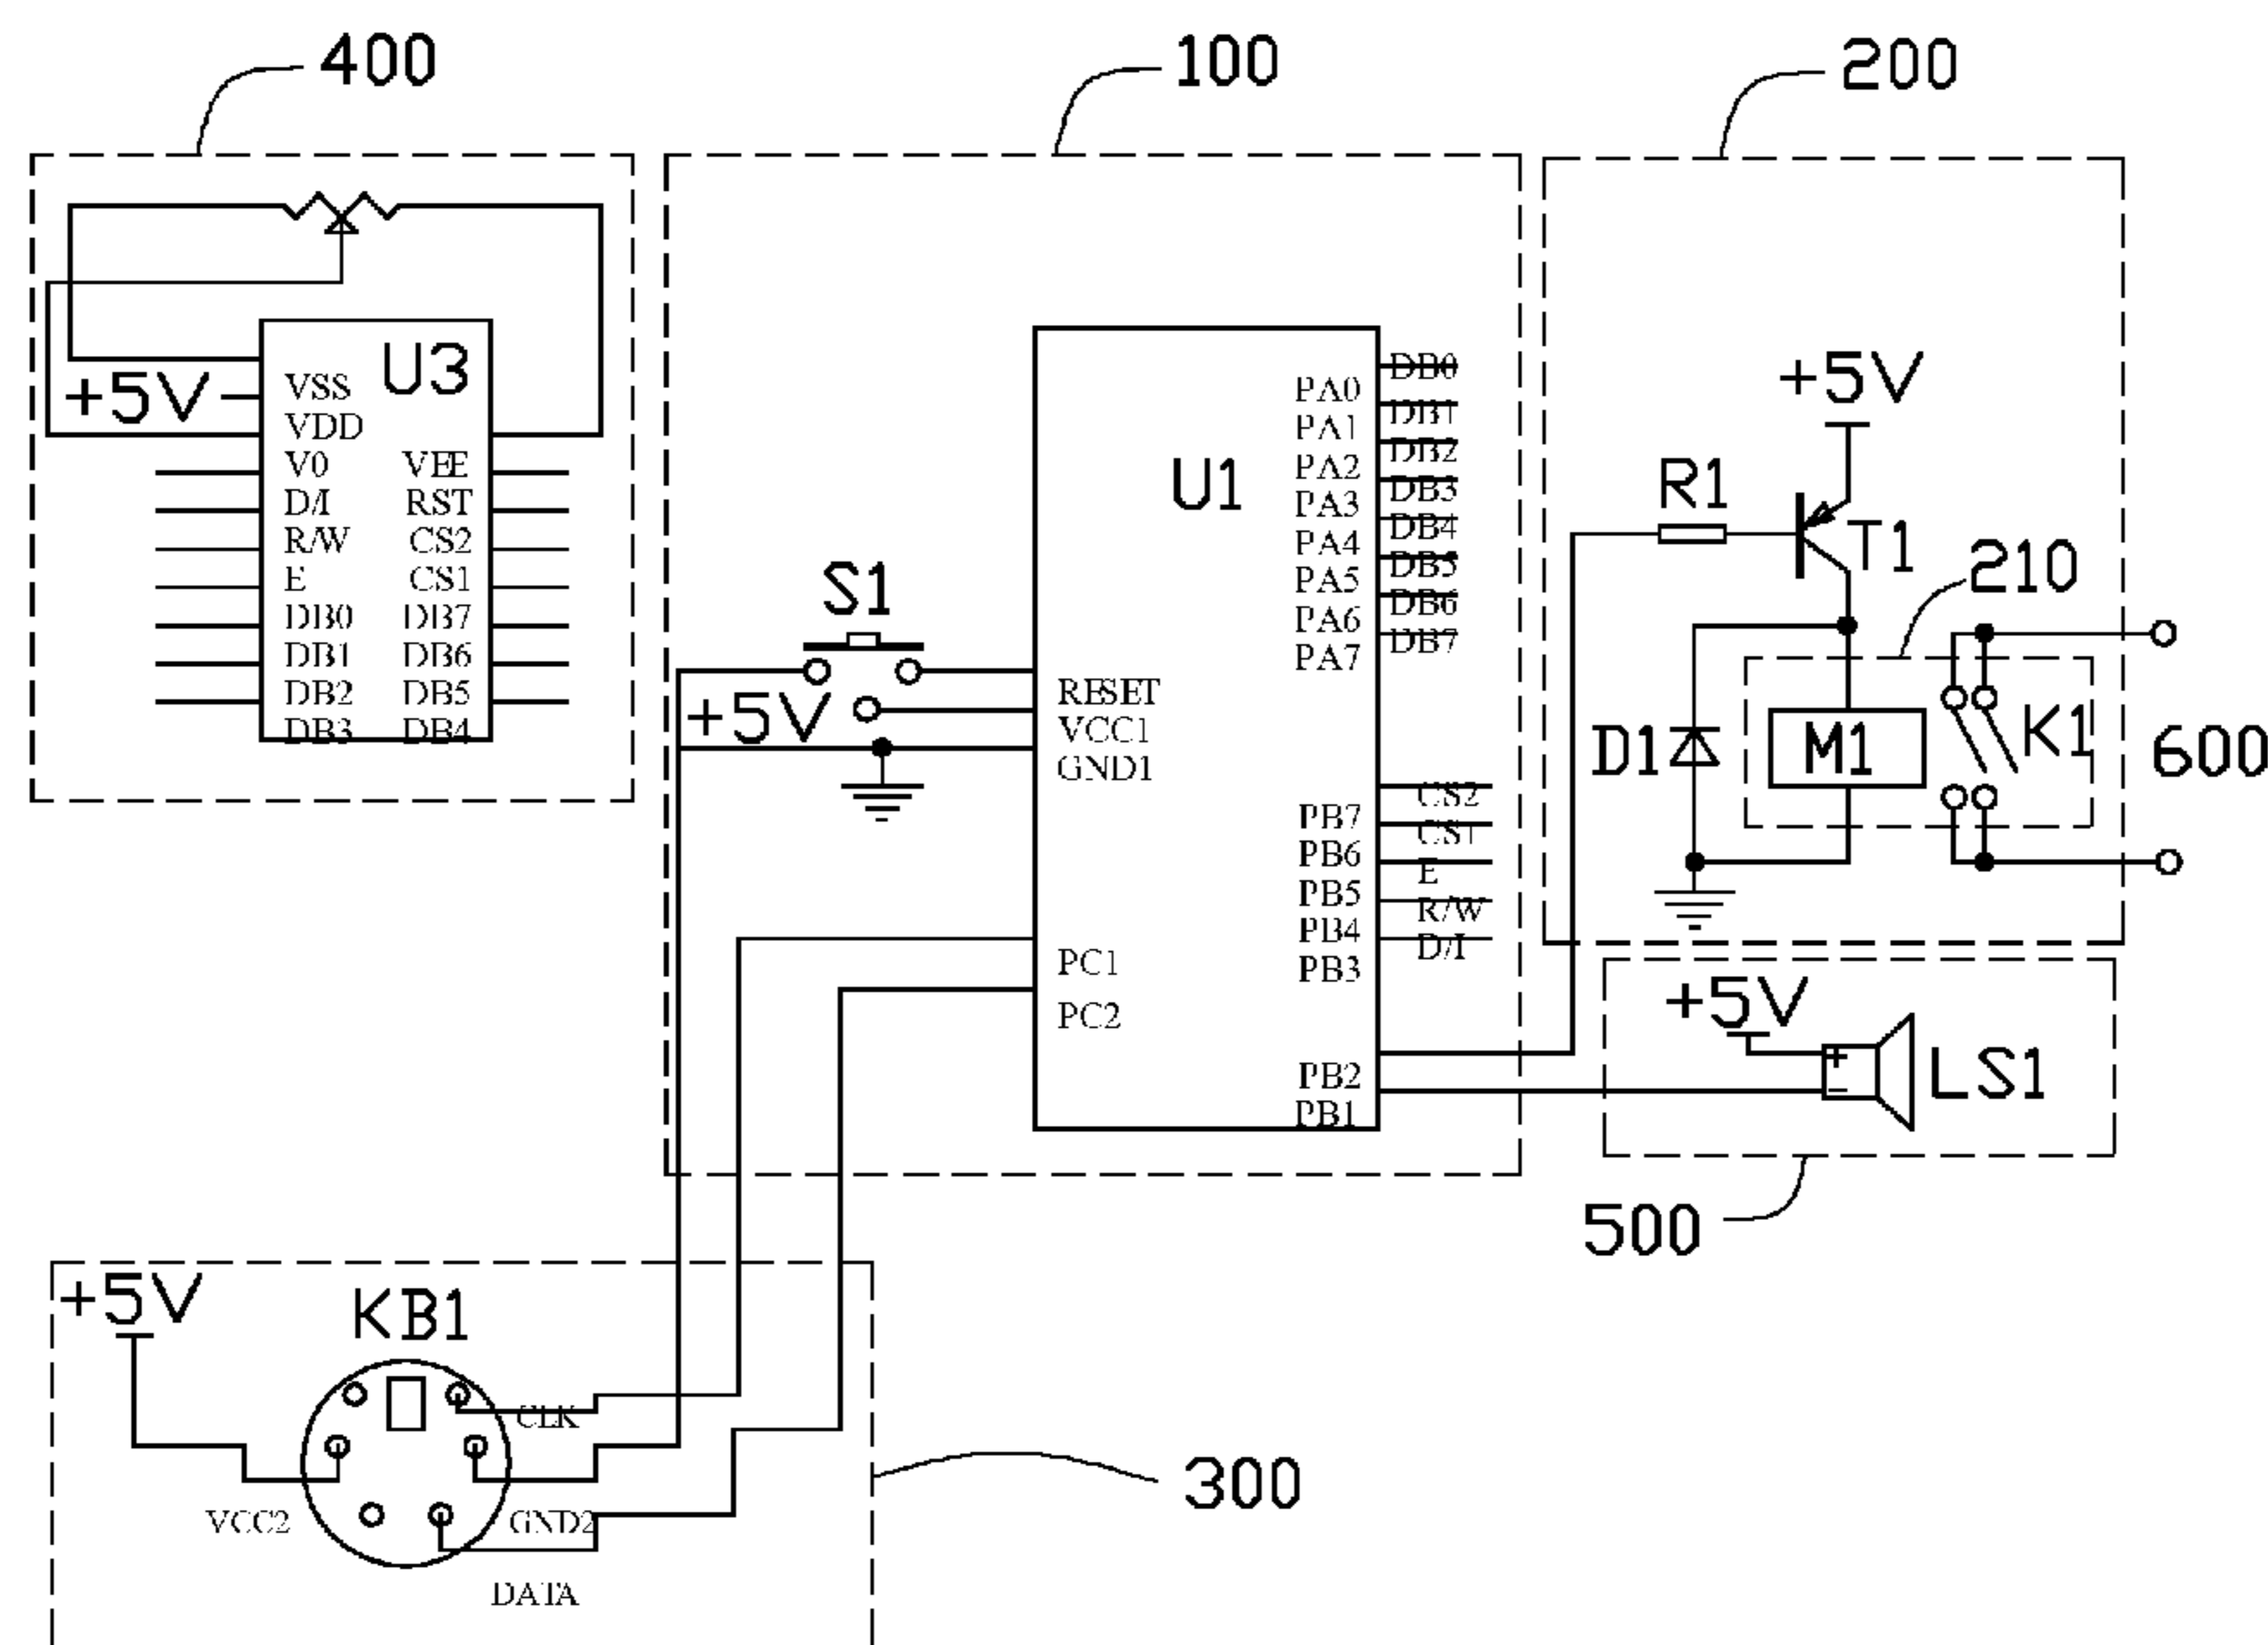 400
100
200
U3
+5V
VSS
VDD
V0 VEE
D/I RST
R/W CS2
E CS1
DB0 DB7
DB1 DB6
DB2 DB5
DB3 DB4
U1
S1
+5V
RESET
VCC1
GND1
PC1
PC2
PA0 DB0
PA1 DB1
PA2 DB2
PA3 DB3
PA4 DB4
PA5 DB5
PA6 DB6
PA7 DB7
PB7 CS2
PB6 CS1
PB5 E
PB4 R/W
PB3 D/I
PB2
PB1
+5V
R1
T1
210
D1
M1
K1
600
+5V
LS1
500
+5V
KB1
CLK
VCC2
GND2
DATA
300